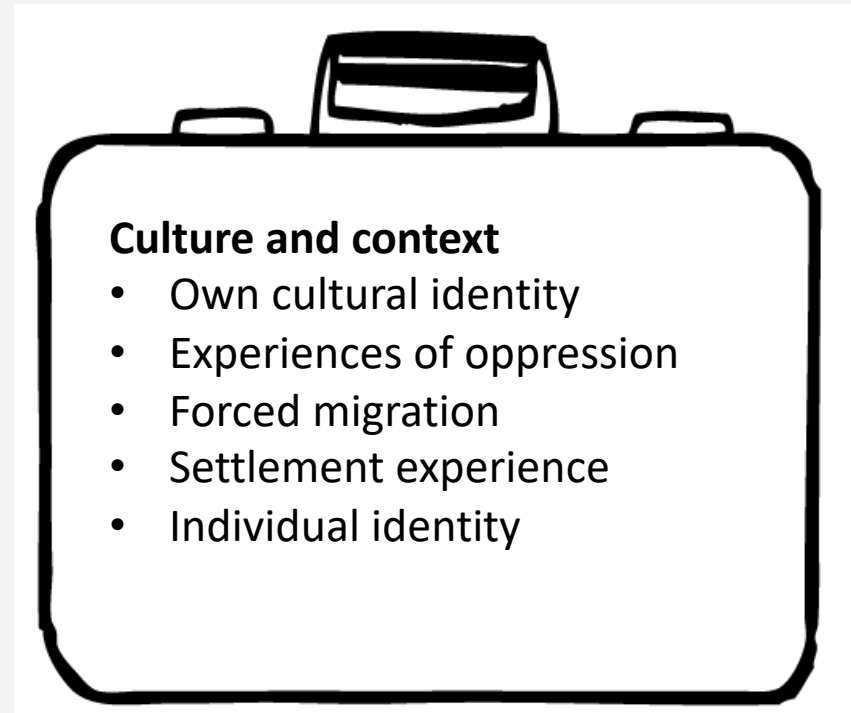 Culture and context
• Own cultural identity
• Experiences of oppression
• Forced migration
• Settlement experience
• Individual identity